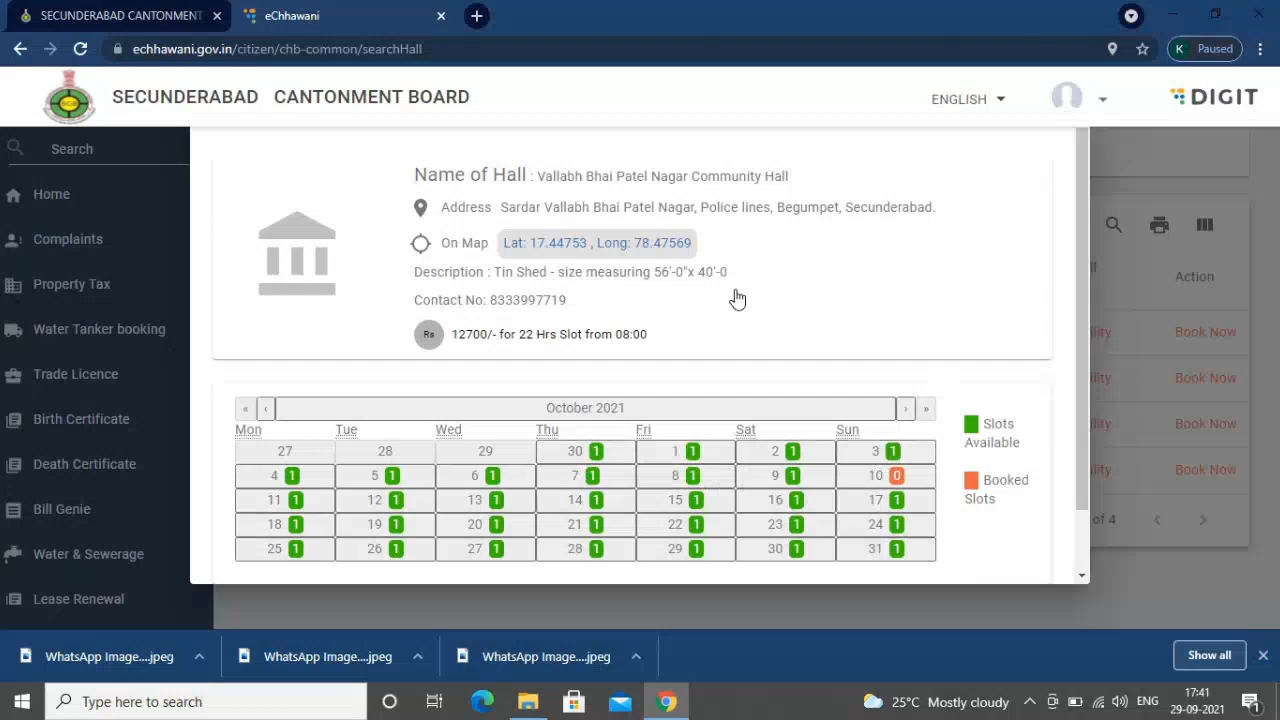 SECUNDERABAD CANTONMENT
eChhawani
echhawani.gov.in/citizen/chb-common/searchHall
K Paused
SECUNDERABAD CANTONMENT BOARD
ENGLISH
DIGIT
Search
Home
Complaints
Property Tax
Water Tanker booking
Trade Licence
Birth Certificate
Death Certificate
Bill Genie
Water & Sewerage
Lease Renewal
Name of Hall : Vallabh Bhai Patel Nagar Community Hall
Address Sardar Vallabh Bhai Patel Nagar, Police lines, Begumpet, Secunderabad.
On Map Lat: 17.44753 , Long: 78.47569
Description : Tin Shed - size measuring 56'-0"x 40'-0
Contact No: 8333997719
Rs 12700/- for 22 Hrs Slot from 08:00
« ‹ October 2021 › »
Mon Tue Wed Thu Fri Sat Sun
27 28 29 30 1 1 1 2 1 3 1
4 1 5 1 6 1 7 1 8 1 9 1 10 0
11 1 12 1 13 1 14 1 15 1 16 1 17 1
18 1 19 1 20 1 21 1 22 1 23 1 24 1
25 1 26 1 27 1 28 1 29 1 30 1 31 1
Slots
Available
Booked
Slots
Action
Book Now
Book Now
Book Now
Book Now
of 4
WhatsApp Image....jpeg
WhatsApp Image....jpeg
WhatsApp Image....jpeg
Show all
Type here to search
25°C Mostly cloudy
ENG
17:41
29-09-2021
1